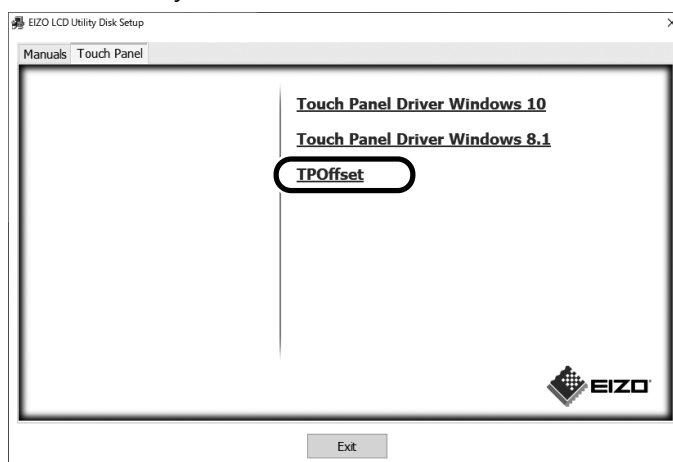 EIZO LCD Utility Disk Setup
Manuals Touch Panel
Touch Panel Driver Windows 10
Touch Panel Driver Windows 8.1
TPOffset
EIZO
Exit